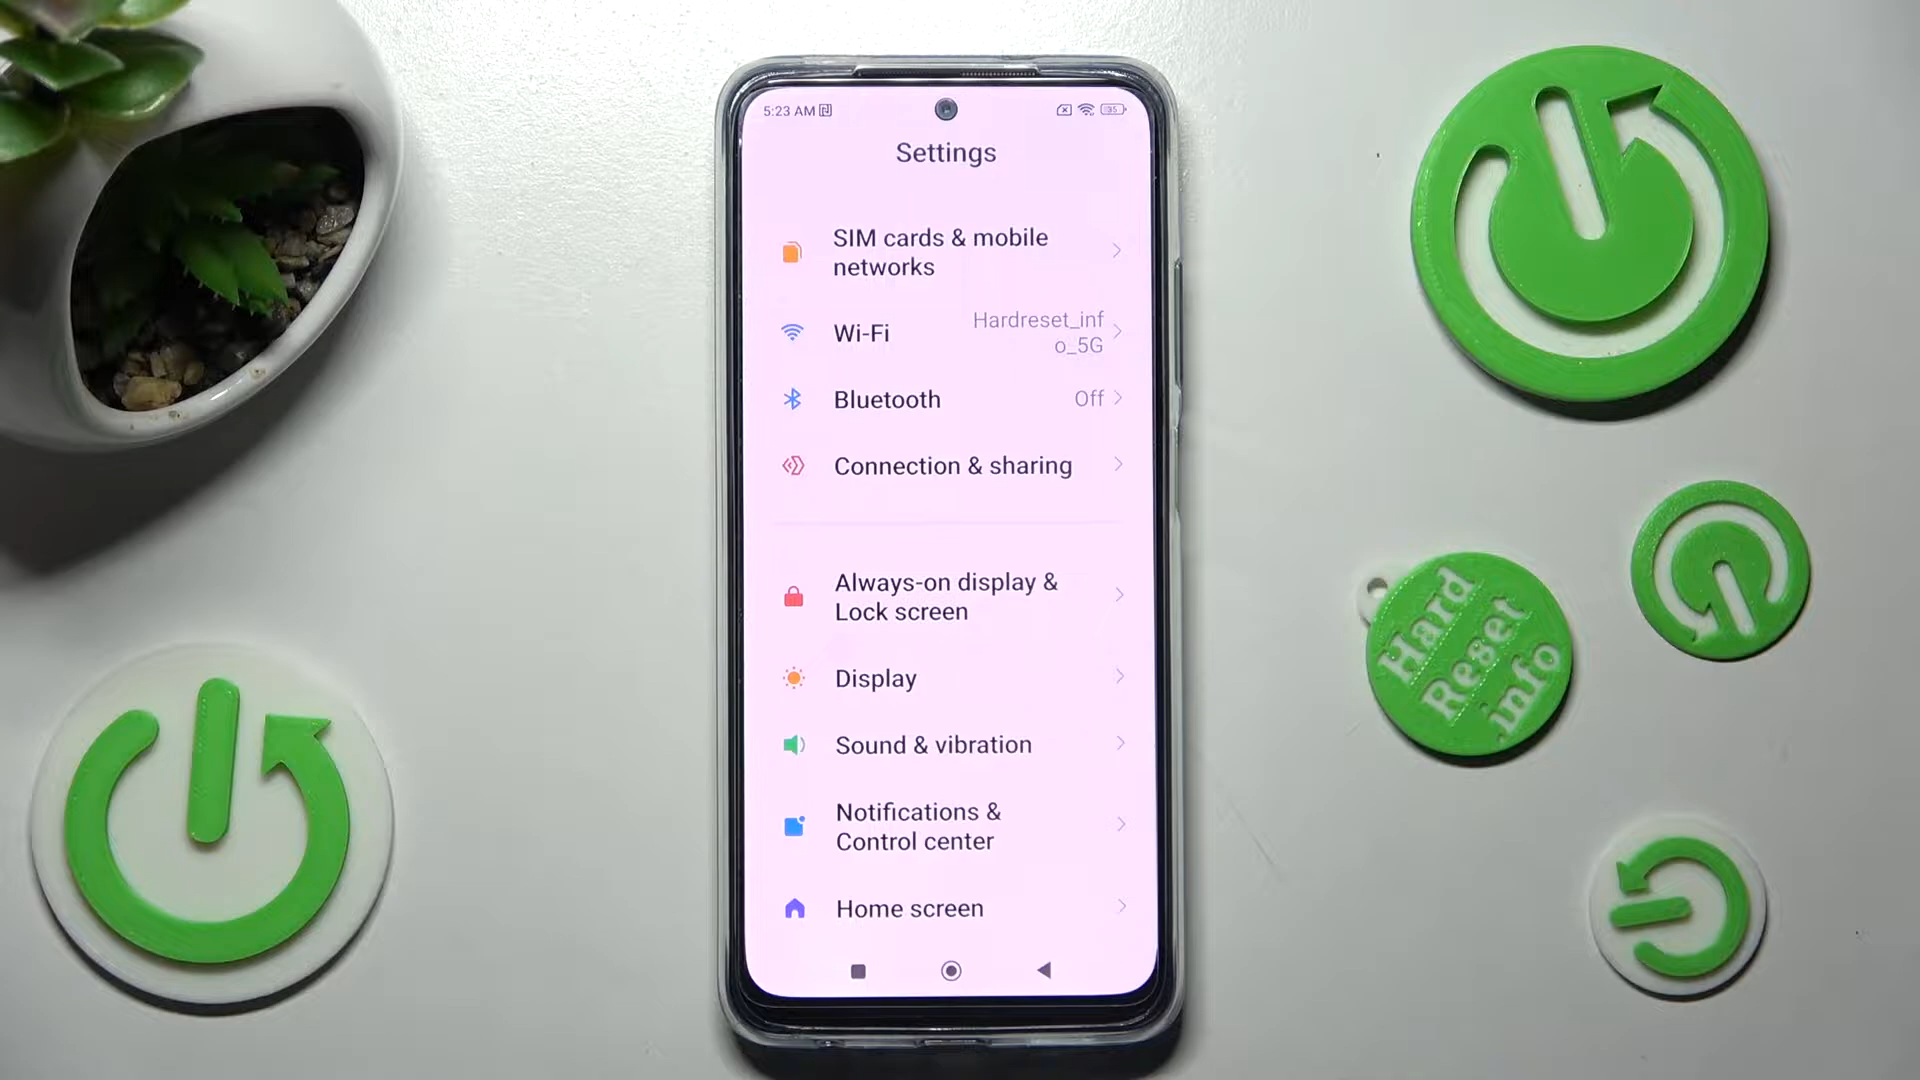 5:23 AM
Settings
SIM cards & mobile
networks
Wi-Fi
Hardreset_inf
o_5G
Bluetooth
Off
Connection & sharing
Always-on display &
Lock screen
Display
Sound & vibration
Notifications &
Control center
Home screen
Hard
Reset
info